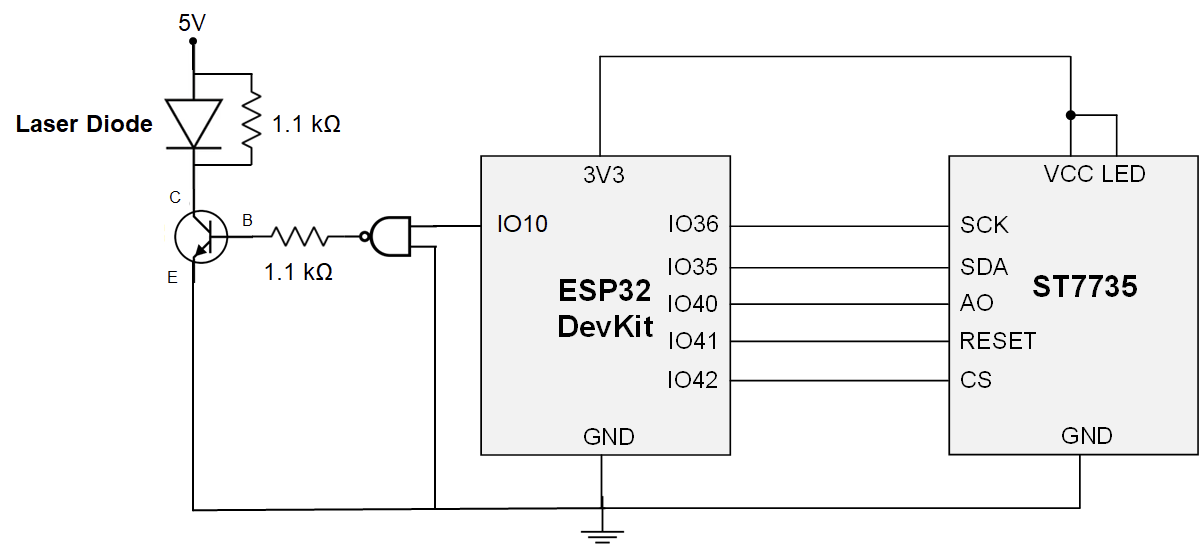 5V
Laser Diode
1.1 kΩ
C
B
E
1.1 kΩ
3V3
IO10
IO36
IO35
IO40
IO41
IO42
ESP32
DevKit
GND
VCC LED
SCK
SDA
AO
RESET
CS
ST7735
GND